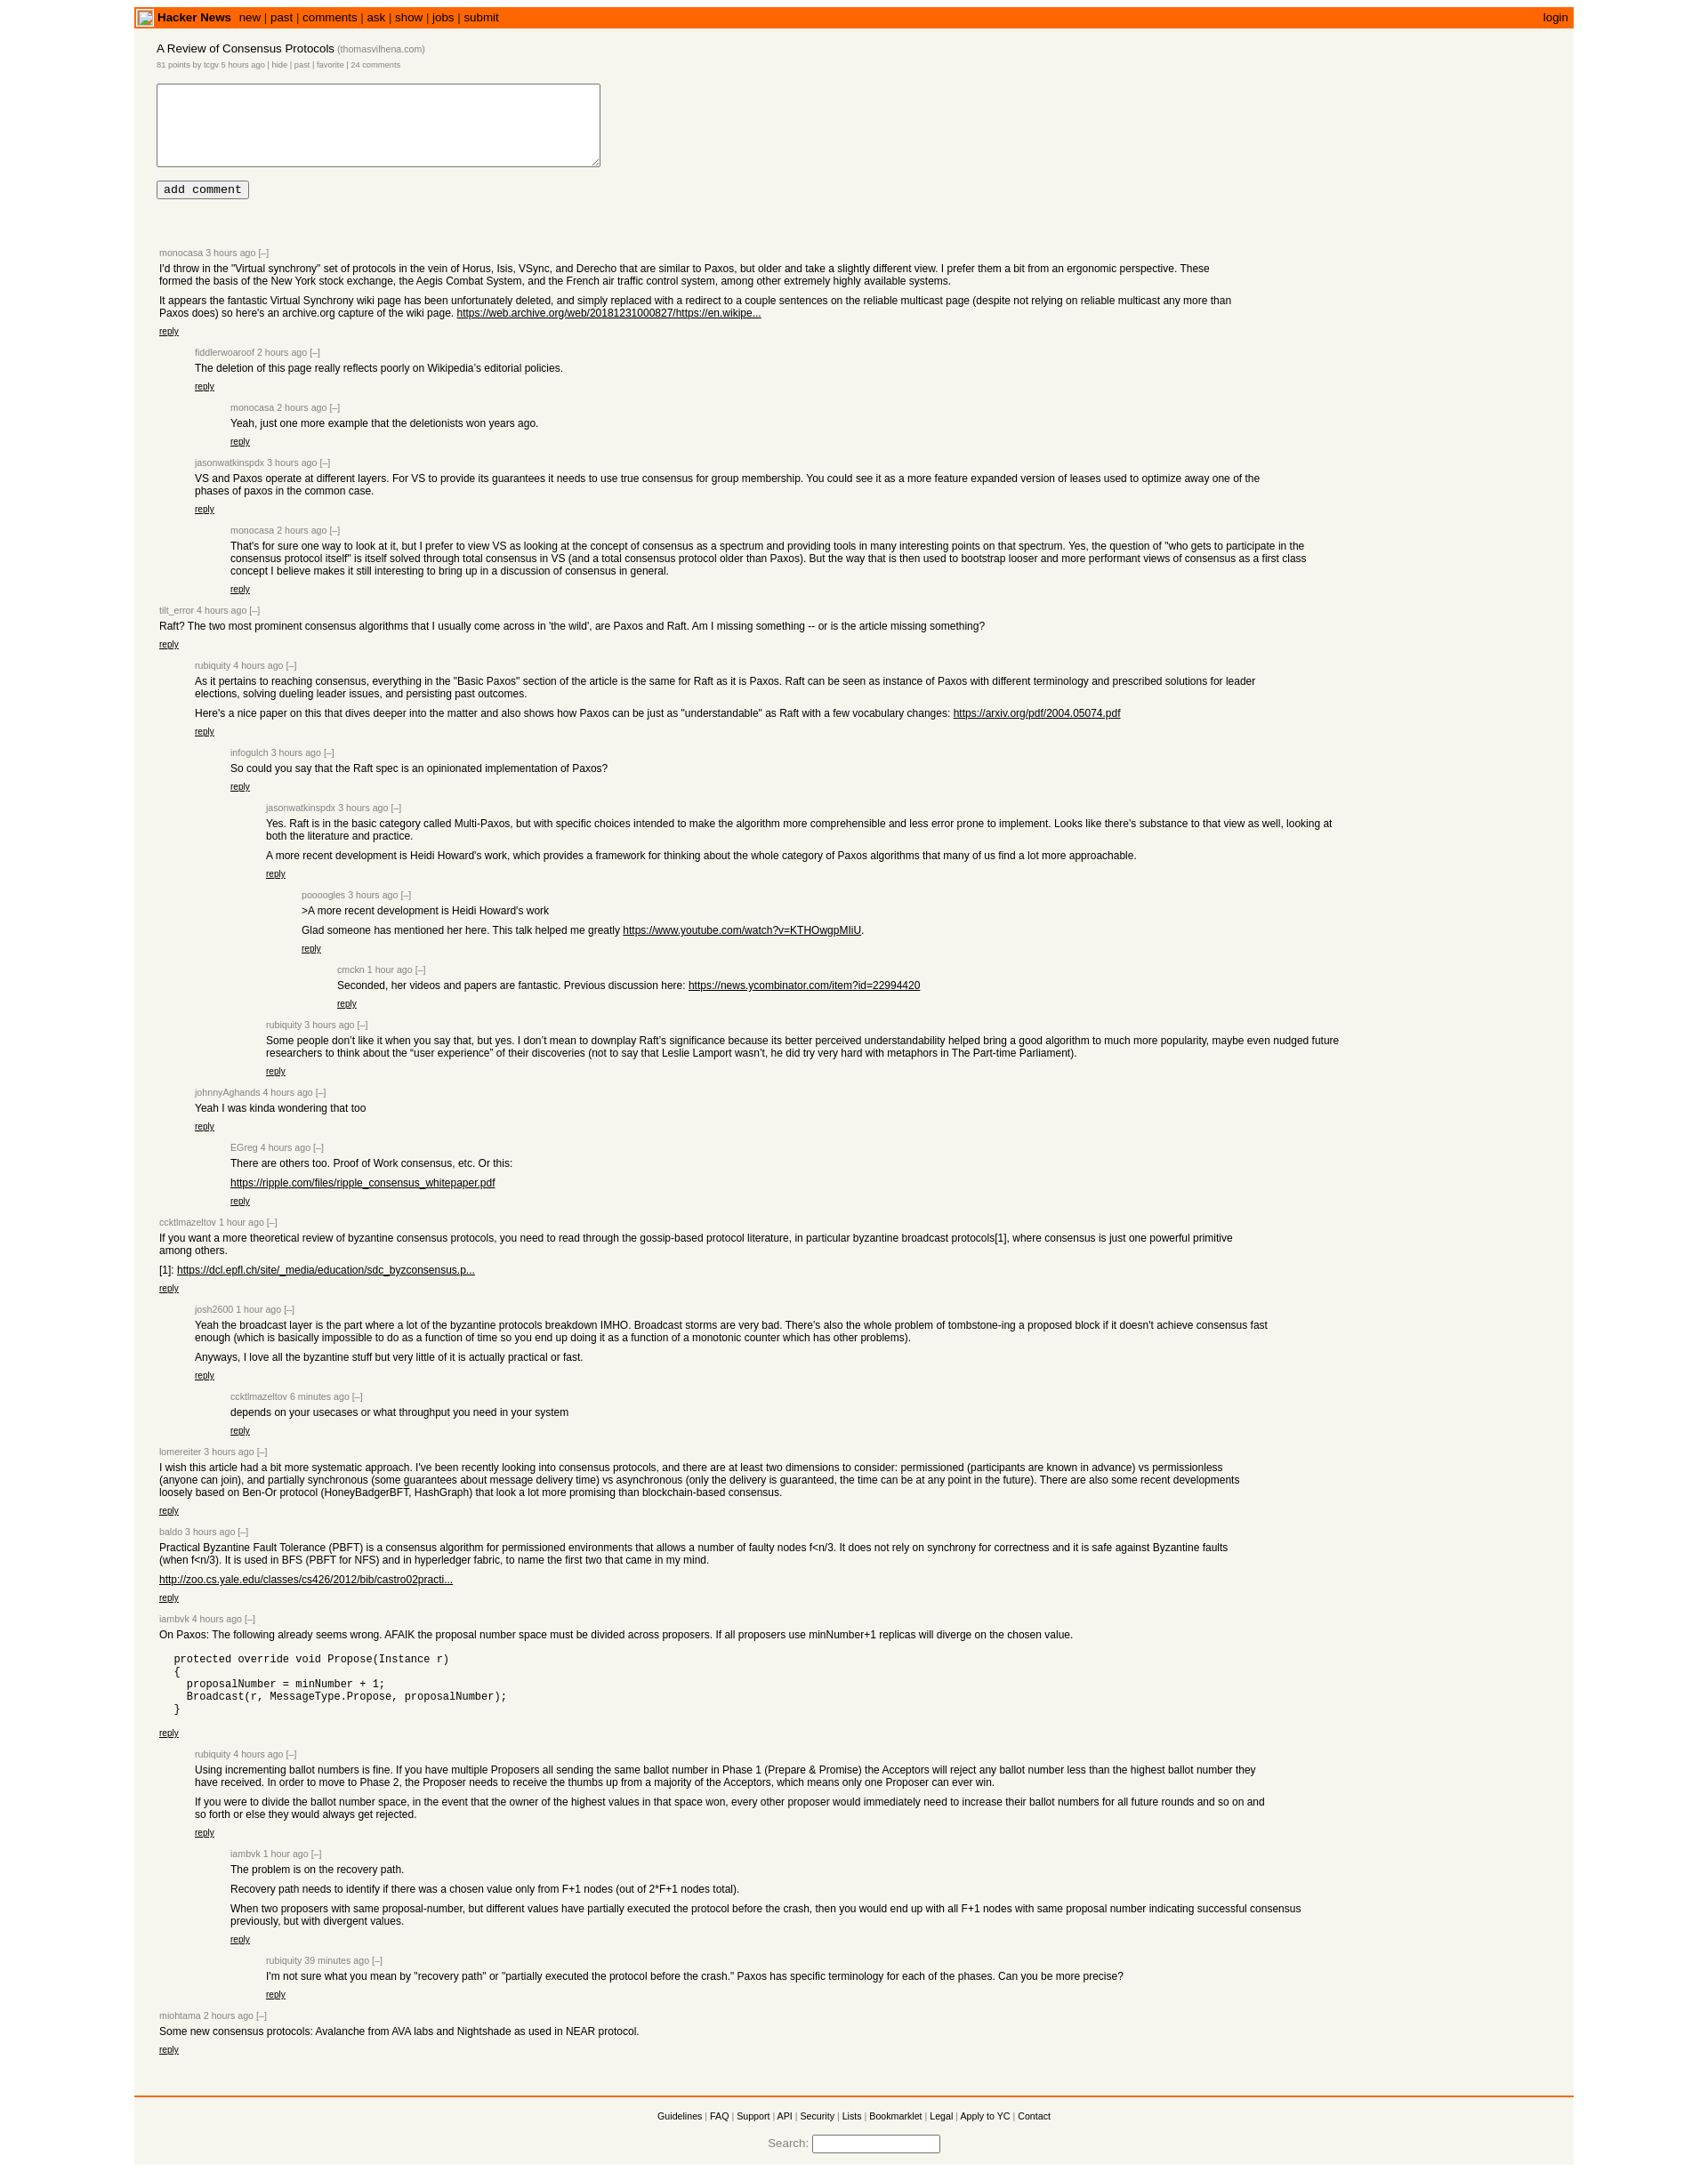 Hacker News new | past | comments | ask | show | jobs | submit login
A Review of Consensus Protocols (thomasvilhena.com)
81 points by tcgv 5 hours ago | hide | past | favorite | 24 comments
add comment
monocasa 3 hours ago [–]
I'd throw in the "Virtual synchrony" set of protocols in the vein of Horus, Isis, VSync, and Derecho that are similar to Paxos, but older and take a slightly different view. I prefer them a bit from an ergonomic perspective. These
formed the basis of the New York stock exchange, the Aegis Combat System, and the French air traffic control system, among other extremely highly available systems.
It appears the fantastic Virtual Synchrony wiki page has been unfortunately deleted, and simply replaced with a redirect to a couple sentences on the reliable multicast page (despite not relying on reliable multicast any more than
Paxos does) so here's an archive.org capture of the wiki page. https://web.archive.org/web/20181231000827/https://en.wikipe...
reply
fiddlerwoaroof 2 hours ago [–]
The deletion of this page really reflects poorly on Wikipedia's editorial policies.
reply
monocasa 2 hours ago [–]
Yeah, just one more example that the deletionists won years ago.
reply
jasonwatkinspdx 3 hours ago [–]
VS and Paxos operate at different layers. For VS to provide its guarantees it needs to use true consensus for group membership. You could see it as a more feature expanded version of leases used to optimize away one of the
phases of paxos in the common case.
reply
monocasa 2 hours ago [–]
That's for sure one way to look at it, but I prefer to view VS as looking at the concept of consensus as a spectrum and providing tools in many interesting points on that spectrum. Yes, the question of "who gets to participate in the
consensus protocol itself" is itself solved through total consensus in VS (and a total consensus protocol older than Paxos). But the way that is then used to bootstrap looser and more performant views of consensus as a first class
concept I believe makes it still interesting to bring up in a discussion of consensus in general.
reply
tilt_error 4 hours ago [–]
Raft? The two most prominent consensus algorithms that I usually come across in 'the wild', are Paxos and Raft. Am I missing something -- or is the article missing something?
reply
rubiquity 4 hours ago [–]
As it pertains to reaching consensus, everything in the "Basic Paxos" section of the article is the same for Raft as it is Paxos. Raft can be seen as instance of Paxos with different terminology and prescribed solutions for leader
elections, solving dueling leader issues, and persisting past outcomes.
Here's a nice paper on this that dives deeper into the matter and also shows how Paxos can be just as "understandable" as Raft with a few vocabulary changes: https://arxiv.org/pdf/2004.05074.pdf
reply
infogulch 3 hours ago [–]
So could you say that the Raft spec is an opinionated implementation of Paxos?
reply
jasonwatkinspdx 3 hours ago [–]
Yes. Raft is in the basic category called Multi-Paxos, but with specific choices intended to make the algorithm more comprehensible and less error prone to implement. Looks like there's substance to that view as well, looking at
both the literature and practice.
A more recent development is Heidi Howard's work, which provides a framework for thinking about the whole category of Paxos algorithms that many of us find a lot more approachable.
reply
poooogles 3 hours ago [–]
>A more recent development is Heidi Howard's work
Glad someone has mentioned her here. This talk helped me greatly https://www.youtube.com/watch?v=KTHOwgpMIiU.
reply
cmckn 1 hour ago [–]
Seconded, her videos and papers are fantastic. Previous discussion here: https://news.ycombinator.com/item?id=22994420
reply
rubiquity 3 hours ago [–]
Some people don’t like it when you say that, but yes. I don’t mean to downplay Raft’s significance because its better perceived understandability helped bring a good algorithm to much more popularity, maybe even nudged future
researchers to think about the “user experience” of their discoveries (not to say that Leslie Lamport wasn’t, he did try very hard with metaphors in The Part-time Parliament).
reply
johnnyAghands 4 hours ago [–]
Yeah I was kinda wondering that too
reply
EGreg 4 hours ago [–]
There are others too. Proof of Work consensus, etc. Or this:
https://ripple.com/files/ripple_consensus_whitepaper.pdf
reply
ccktlmazeltov 1 hour ago [–]
If you want a more theoretical review of byzantine consensus protocols, you need to read through the gossip-based protocol literature, in particular byzantine broadcast protocols[1], where consensus is just one powerful primitive
among others.
[1]: https://dcl.epfl.ch/site/_media/education/sdc_byzconsensus.p...
reply
josh2600 1 hour ago [–]
Yeah the broadcast layer is the part where a lot of the byzantine protocols breakdown IMHO. Broadcast storms are very bad. There's also the whole problem of tombstone-ing a proposed block if it doesn't achieve consensus fast
enough (which is basically impossible to do as a function of time so you end up doing it as a function of a monotonic counter which has other problems).
Anyways, I love all the byzantine stuff but very little of it is actually practical or fast.
reply
ccktlmazeltov 6 minutes ago [–]
depends on your usecases or what throughput you need in your system
reply
lomereiter 3 hours ago [–]
I wish this article had a bit more systematic approach. I've been recently looking into consensus protocols, and there are at least two dimensions to consider: permissioned (participants are known in advance) vs permissionless
(anyone can join), and partially synchronous (some guarantees about message delivery time) vs asynchronous (only the delivery is guaranteed, the time can be at any point in the future). There are also some recent developments
loosely based on Ben-Or protocol (HoneyBadgerBFT, HashGraph) that look a lot more promising than blockchain-based consensus.
reply
baldo 3 hours ago [–]
Practical Byzantine Fault Tolerance (PBFT) is a consensus algorithm for permissioned environments that allows a number of faulty nodes f<n/3. It does not rely on synchrony for correctness and it is safe against Byzantine faults
(when f<n/3). It is used in BFS (PBFT for NFS) and in hyperledger fabric, to name the first two that came in my mind.
http://zoo.cs.yale.edu/classes/cs426/2012/bib/castro02practi...
reply
iambvk 4 hours ago [–]
On Paxos: The following already seems wrong. AFAIK the proposal number space must be divided across proposers. If all proposers use minNumber+1 replicas will diverge on the chosen value.
protected override void Propose(Instance r)
{
proposalNumber = minNumber + 1;
Broadcast(r, MessageType.Propose, proposalNumber);
}
reply
rubiquity 4 hours ago [–]
Using incrementing ballot numbers is fine. If you have multiple Proposers all sending the same ballot number in Phase 1 (Prepare & Promise) the Acceptors will reject any ballot number less than the highest ballot number they
have received. In order to move to Phase 2, the Proposer needs to receive the thumbs up from a majority of the Acceptors, which means only one Proposer can ever win.
If you were to divide the ballot number space, in the event that the owner of the highest values in that space won, every other proposer would immediately need to increase their ballot numbers for all future rounds and so on and
so forth or else they would always get rejected.
reply
iambvk 1 hour ago [–]
The problem is on the recovery path.
Recovery path needs to identify if there was a chosen value only from F+1 nodes (out of 2*F+1 nodes total).
When two proposers with same proposal-number, but different values have partially executed the protocol before the crash, then you would end up with all F+1 nodes with same proposal number indicating successful consensus
previously, but with divergent values.
reply
rubiquity 39 minutes ago [–]
I'm not sure what you mean by "recovery path" or "partially executed the protocol before the crash." Paxos has specific terminology for each of the phases. Can you be more precise?
reply
miohtama 2 hours ago [–]
Some new consensus protocols: Avalanche from AVA labs and Nightshade as used in NEAR protocol.
reply
Guidelines | FAQ | Support | API | Security | Lists | Bookmarklet | Legal | Apply to YC | Contact
Search: